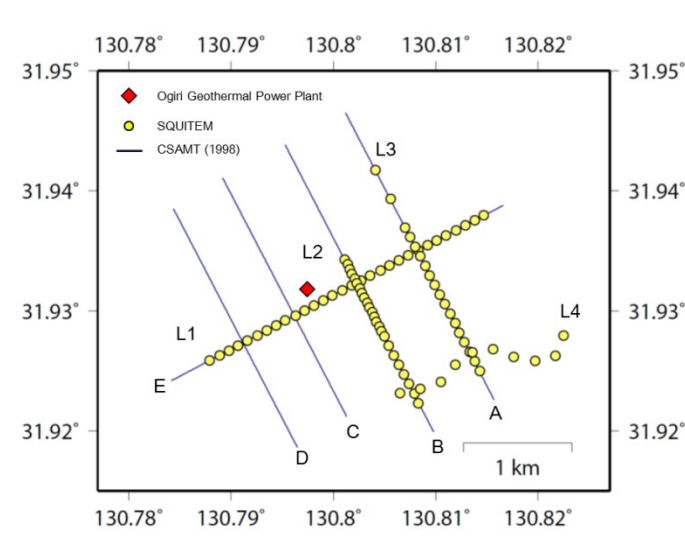 130.78° 130.79° 130.8° 130.81° 130.82°
31.95° 31.95°
Ogiri Geothermal Power Plant
SQUITEM
CSAMT (1998)
L3
31.94° 31.94°
L2
31.93° 31.93°
L1 L4
E
A
31.92° 31.92°
C
B
D
1 km
130.78° 130.79° 130.8° 130.81° 130.82°